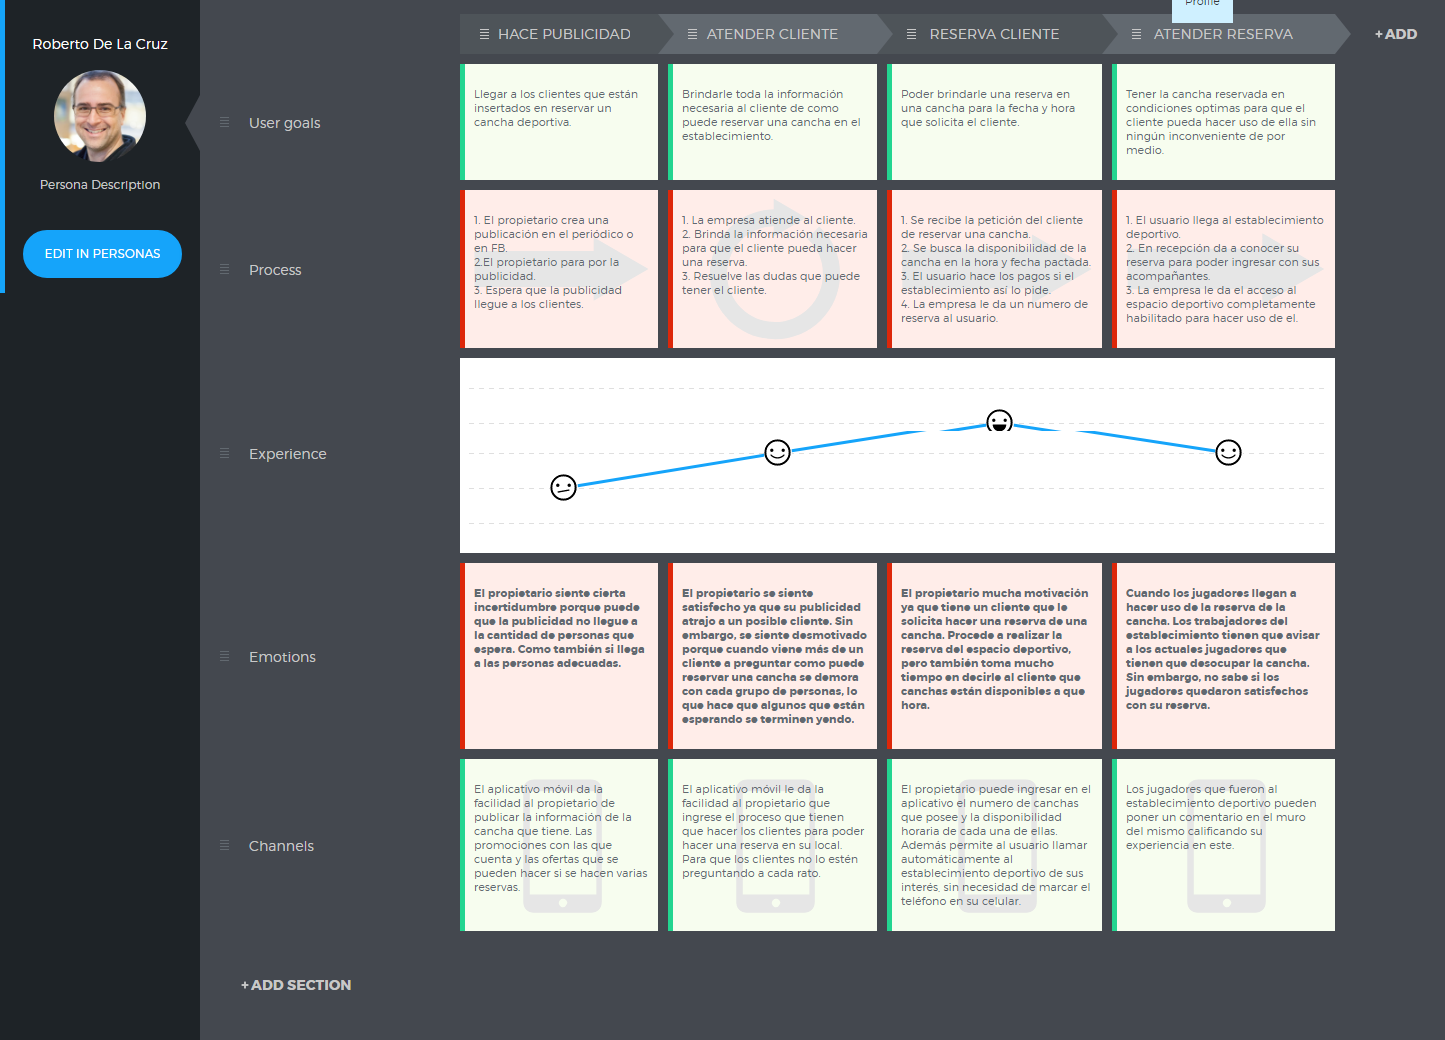 Profile
Roberto De La Cruz
Persona Description
EDIT IN PERSONAS
HACE PUBLICIDAD
ATENDER CLIENTE
RESERVA CLIENTE
ATENDER RESERVA
+ADD
User goals
Llegar a los clientes que están
insertados en reservar un
cancha deportiva.
Brindarle toda la información
necesaria al cliente de como
puede reservar una cancha en el
establecimiento.
Poder brindarle una reserva en
una cancha para la fecha y hora
que solicita el cliente.
Tener la cancha reservada en
condiciones optimas para que el
cliente pueda hacer uso de ella sin
ningún inconveniente de por
medio.
Process
1. El propietario crea una
publicación en el periódico o
en FB.
2.El propietario para por la
publicidad.
3. Espera que la publicidad
llegue a los clientes.
1. La empresa atiende al cliente.
2. Brinda la información necesaria
para que el cliente pueda hacer
una reserva.
3. Resuelve las dudas que puede
tener el cliente.
1. Se recibe la petición del cliente
de reservar una cancha.
2. Se busca la disponibilidad de la
cancha en la hora y fecha pactada.
3. El usuario hace los pagos si el
establecimiento así lo pide.
4. La empresa le da un numero de
reserva al usuario.
1. El usuario llega al establecimiento
deportivo.
2. En recepción da a conocer su
reserva para poder ingresar con sus
acompañantes.
3. La empresa le da el acceso al
espacio deportivo completamente
habilitado para hacer uso de el.
Experience
Emotions
El propietario siente cierta
incertidumbre porque puede
que la publicidad no llegue a
la cantidad de personas que
espera. Como también si llega
a las personas adecuadas.
El propietario se siente
satisfecho ya que su publicidad
atrajo a un posible cliente. Sin
embargo, se siente desmotivado
porque cuando viene más de un
cliente a preguntar como puede
reservar una cancha se demora
con cada grupo de personas, lo
que hace que algunos que están
esperando se terminen yendo.
El propietario mucha motivación
ya que tiene un cliente que le
solicita hacer una reserva de una
cancha. Procede a realizar la
reserva del espacio deportivo,
pero también toma mucho
tiempo en decirle al cliente que
canchas están disponibles a que
hora.
Cuando los jugadores llegan a
hacer uso de la reserva de la
cancha. Los trabajadores del
establecimiento tienen que avisar
a los actuales jugadores que
tienen que desocupar la cancha.
Sin embargo, no sabe si los
jugadores quedaron satisfechos
con su reserva.
Channels
El aplicativo móvil da la
facilidad al propietario de
publicar la información de la
cancha que tiene. Las
promociones con las que
cuenta y las ofertas que se
pueden hacer si se hacen varias
reservas.
El aplicativo móvil le da la
facilidad al propietario que
ingrese el proceso que tienen
que hacer los clientes para poder
hacer una reserva en su local.
Para que los clientes no lo estén
preguntando a cada rato.
El propietario puede ingresar en el
aplicativo el numero de canchas
que posee y la disponibilidad
horaria de cada una de ellas.
Además permite al usuario llamar
automáticamente al
establecimiento deportivo de sus
interés, sin necesidad de marcar el
teléfono en su celular.
Los jugadores que fueron al
establecimiento deportivo pueden
poner un comentario en el muro
del mismo calificando su
experiencia en este.
+ ADD SECTION